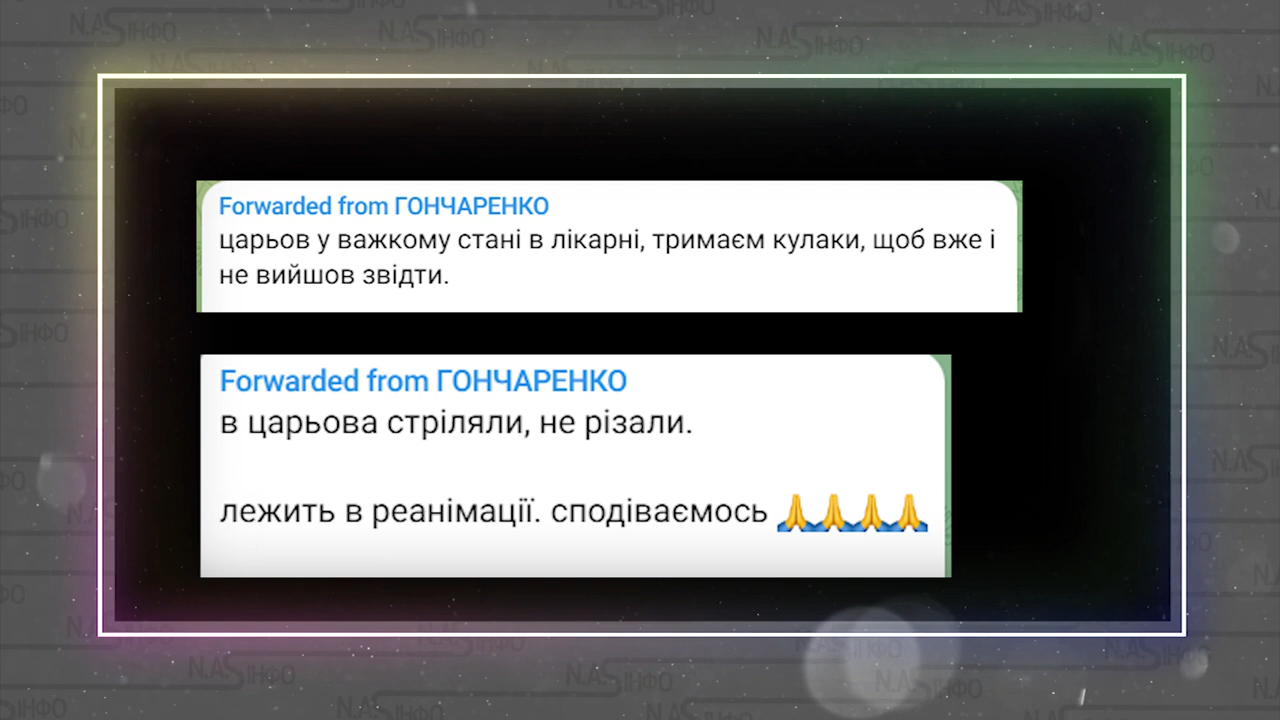 Forwarded from ГОНЧАРЕНКО
царьов у важкому стані в лікарні, тримаєм кулаки, щоб вже і
не вийшов звідти.
Forwarded from ГОНЧАРЕНКО
в царьова стріляли, не різали.
лежить в реанімації. сподіваємось 🙏🙏🙏🙏
N.ASІНФО